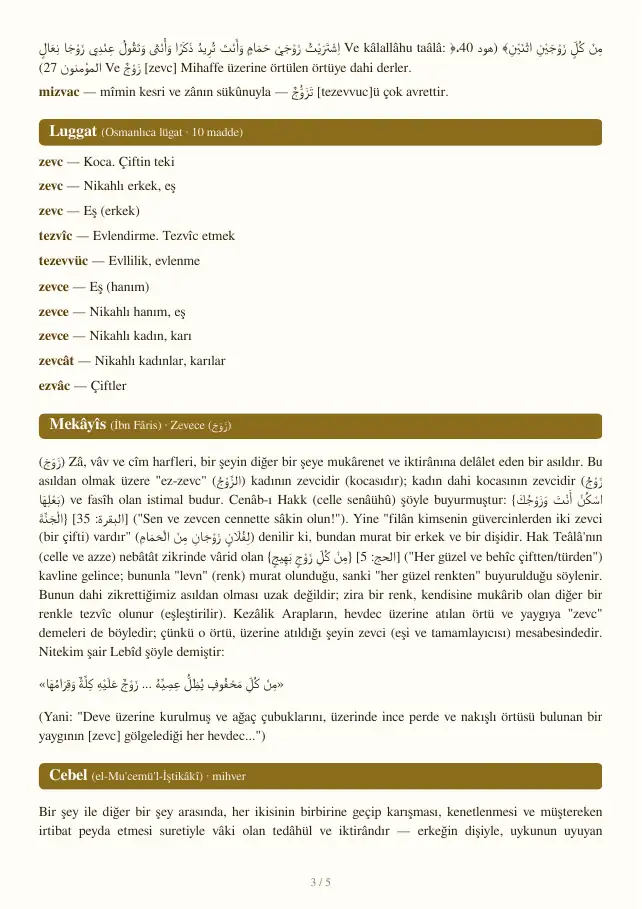 اِشْتَرَيْتُ زَوْجَيْ حَمَامٍ وَأَنْتَ تُرِيدُ ذَكَرًا وَأُنْثَى وَتَقُولُ عِنْدِي زَوْجَا نِعَالٍ Ve kâlallâhu taâlâ: ﴿مِنْ كُلٍّ زَوْجَيْنِ اثْنَيْنِ﴾ (هود 40،
المؤمنون 27) Ve زَوْجٌ [zevc] Mihaffe üzerine örtülen örtüye dahi derler.
mizvac — mîmin kesri ve zânın sükûnuyla — تَزَوُّجٌ [tezevvuc]ü çok avrettir.
Luggat (Osmanlıca lügat · 10 madde)
zevc — Koca. Çiftin teki
zevc — Nikahlı erkek, eş
zevc — Eş (erkek)
tezvîc — Evlendirme. Tezvîc etmek
tezevvüc — Evllilik, evlenme
zevce — Eş (hanım)
zevce — Nikahlı hanım, eş
zevce — Nikahlı kadın, karı
zevcât — Nikahlı kadınlar, karılar
ezvâc — Çiftler
Mekâyîs (İbn Fâris) · Zevece (زَوَجَ)
(زَوَجَ) Zâ, vâv ve cîm harfleri, bir şeyin diğer bir şeye mukârenet ve iktirânına delâlet eden bir asıldır. Bu
asıldan olmak üzere "ez-zevc" (الزَّوْجُ) kadının zevcidir (kocasıdır); kadın dahi kocasının zevcidir (زَوْجُ
بَعْلِهَا) ve fasîh olan istimal budur. Cenâb-ı Hakk (celle senâühû) şöyle buyurmuştur: {اسْكُنْ أَنْتَ وَزَوْجُكَ
الْجَنَّةَ} [البقرة: 35] ("Sen ve zevcen cennette sâkin olun!"). Yine "filân kimsenin güvercinlerden iki zevci
(bir çifti) vardır" (لِفُلَانٍ زَوْجَانِ مِنَ الْحَمَامِ) denilir ki, bundan murat bir erkek ve bir dişidir. Hak Teâlâ'nın
(celle ve azze) nebâtât zikrinde vârid olan {مِنْ كُلِّ زَوْجٍ بَهِيجٍ} [الحج: 5] ("Her güzel ve behîc çiftten/türden")
kavline gelince; bununla "levn" (renk) murat olunduğu, sanki "her güzel renkten" buyurulduğu söylenir.
Bunun dahi zikrettiğimiz asıldan olması uzak değildir; zira bir renk, kendisine mukârib olan diğer bir
renkle tezvîc olunur (eşleştirilir). Kezâlik Arapların, hevdec üzerine atılan örtü ve yaygıya "zevc"
demeleri de böyledir; çünkü o örtü, üzerine atıldığı şeyin zevci (eşi ve tamamlayıcısı) mesabesindedir.
Nitekim şair Lebîd şöyle demiştir:
«مِنْ كُلِّ مَحْفُوفٍ يُظِلُّ عِصِيَّهُ ... زَوْجٌ عَلَيْهِ كِلَّةٌ وَقِرَامُهَا»
(Yani: "Deve üzerine kurulmuş ve ağaç çubuklarını, üzerinde ince perde ve nakışlı örtüsü bulunan bir
yaygının [zevc] gölgelediği her hevdec...")
Cebel (el-Mu'cemü'l-İştikâkî) · mihver
Bir şey ile diğer bir şey arasında, her ikisinin birbirine geçip karışması, kenetlenmesi ve müştereken
irtibat peyda etmesi suretiyle vâki olan tedâhül ve iktirândır — erkeğin dişiyle, uykunun uyuyan
3 / 5